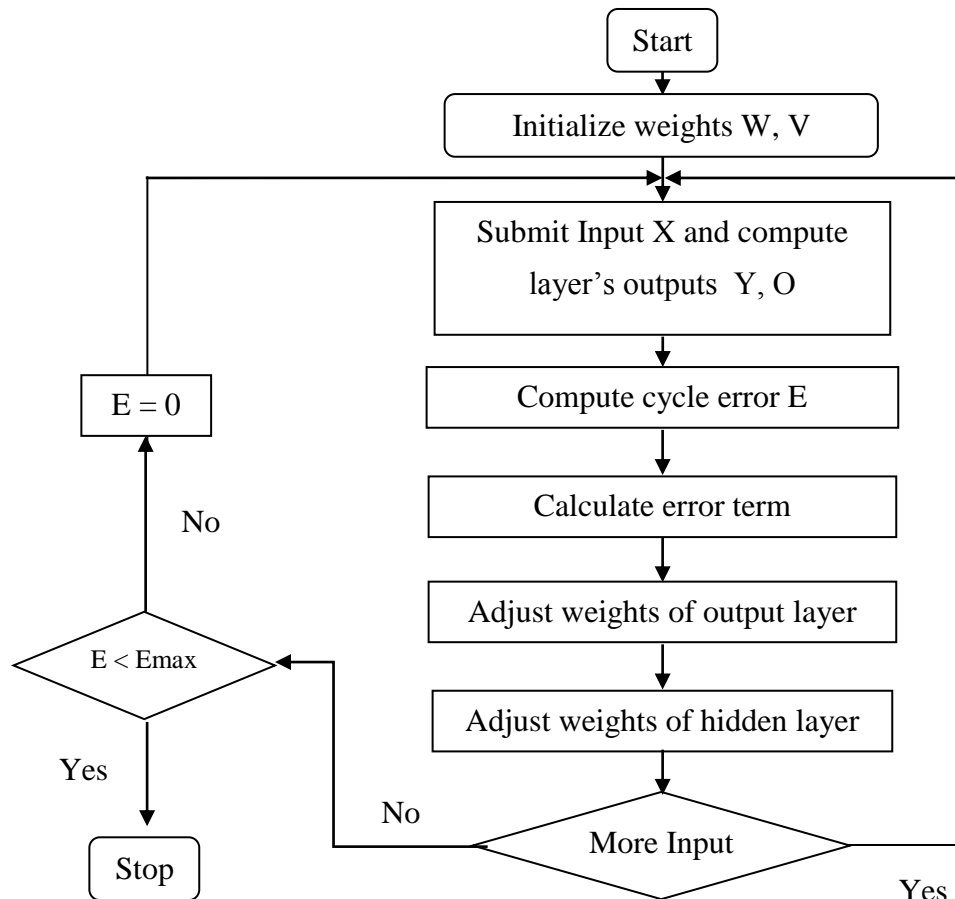 Start
Initialize weights W, V
Submit Input X and compute
layer’s outputs Y, O
Compute cycle error E
E = 0
Calculate error term
No
Adjust weights of output layer
E < Emax
Adjust weights of hidden layer
Yes
No
More Input
Stop
Yes